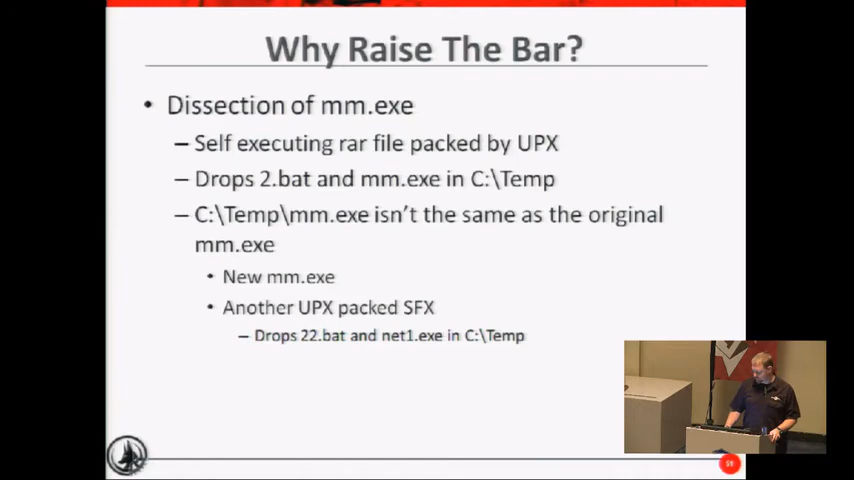 Why Raise The Bar?
• Dissection of mm.exe
– Self executing rar file packed by UPX
– Drops 2.bat and mm.exe in C:\Temp
– C:\Temp\mm.exe isn't the same as the original
mm.exe
• New mm.exe
• Another UPX packed SFX
– Drops 22.bat and net1.exe in C:\Temp